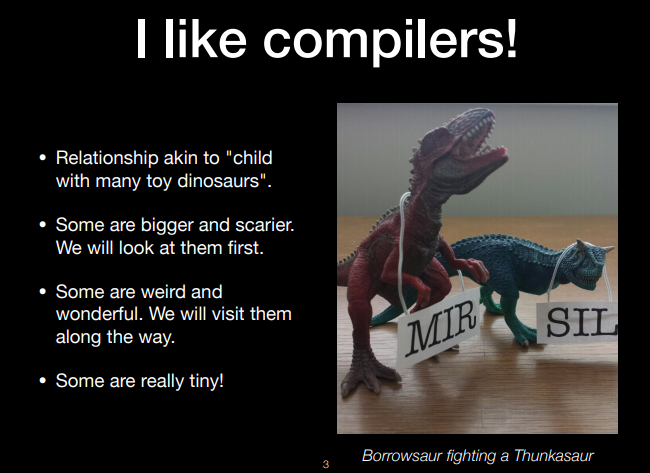 I like compilers!
• Relationship akin to "child
with many toy dinosaurs".
• Some are bigger and scarier.
We will look at them first.
• Some are weird and
wonderful. We will visit them
along the way.
• Some are really tiny!
MIR
SIL
Borrowsaur fighting a Thunkasaur
3